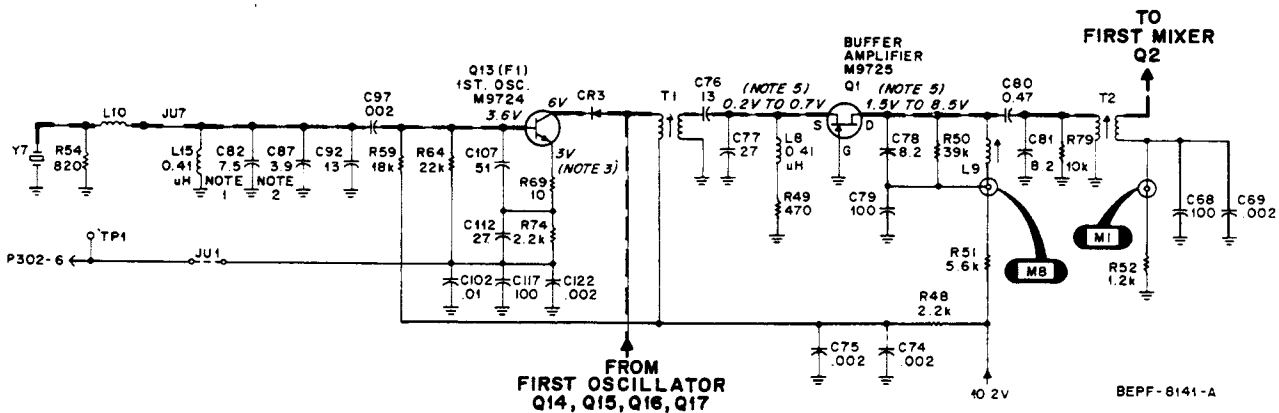 TO
FIRST MIXER
Q2
BUFFER
AMPLIFIER
M9725
Q1
Q13 (F1)
1ST. OSC.
M9724
6V
3.6V
3V
(NOTE 3)
CR3
T1
C76
13
(NOTE 5)
0.2V TO 0.7V
S
D
G
(NOTE 5)
1.5V TO 8.5V
C80
0.47
T2
L10
JU7
C97
.002
Y7
R54
820
L15
0.41
uH
C82
7.5
NOTE
1
C87
3.9
NOTE
2
C92
13
R59
18k
R64
22k
C107
51
R69
10
C112
27
R74
2.2k
C77
27
L8
0.41
uH
R49
470
C78
8.2
R50
39k
L9
C79
100
C81
8.2
R79
10k
C68
100
C69
.002
M1
M8
R51
5.6k
R52
1.2k
TP1
P302-6
JU1
C102
.01
C117
100
C122
.002
R48
2.2k
C75
.002
C74
.002
10.2V
FROM
FIRST OSCILLATOR
Q14, Q15, Q16, Q17
BEPF-8141-A